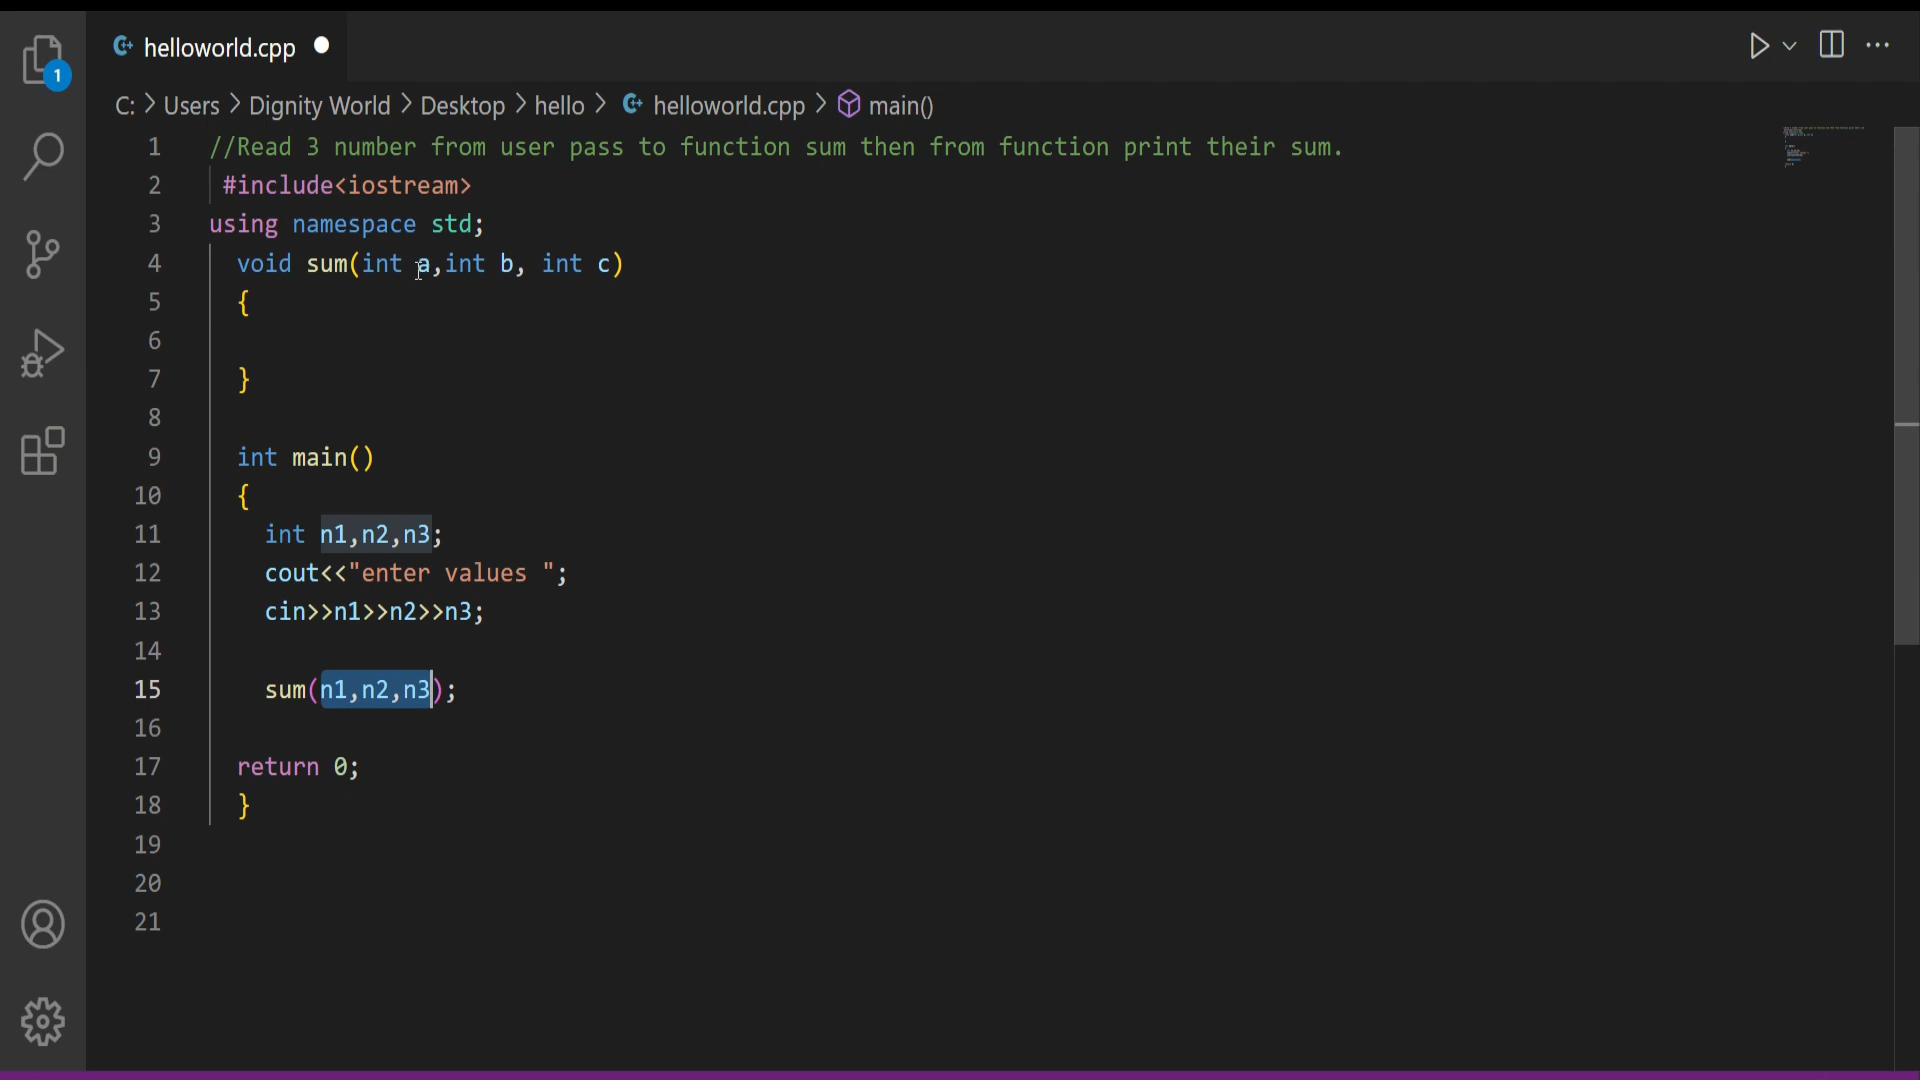 helloworld.cpp
1
C: > Users > Dignity World > Desktop > hello > helloworld.cpp > main()
1 //Read 3 number from user pass to function sum then from function print their sum.
2 #include<iostream>
3 using namespace std;
4 void sum(int a,int b, int c)
5 {
6
7 }
8
9 int main()
10 {
11 int n1,n2,n3;
12 cout<<"enter values ";
13 cin>>n1>>n2>>n3;
14
15 sum(n1,n2,n3);
16
17 return 0;
18 }
19
20
21